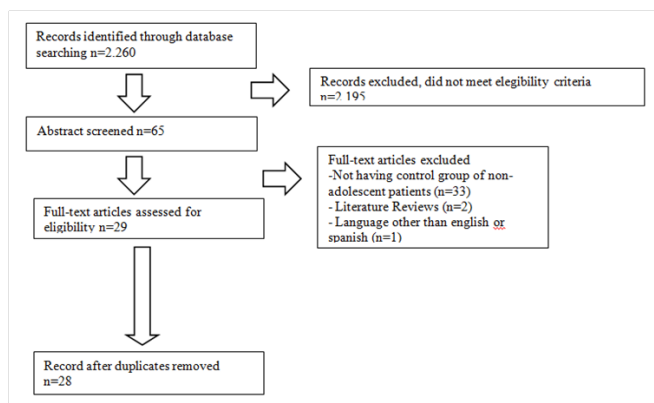 Records identified through database
searching n=2.260
Records excluded, did not meet elegibility criteria
n=2.195
Abstract screened n=65
Full-text articles excluded
-Not having control group of non-
adolescent patients (n=33)
- Literature Reviews (n=2)
- Language other than english or
spanish (n=1)
Full-text articles assessed for
eligibility n=29
Record after duplicates removed
n=28